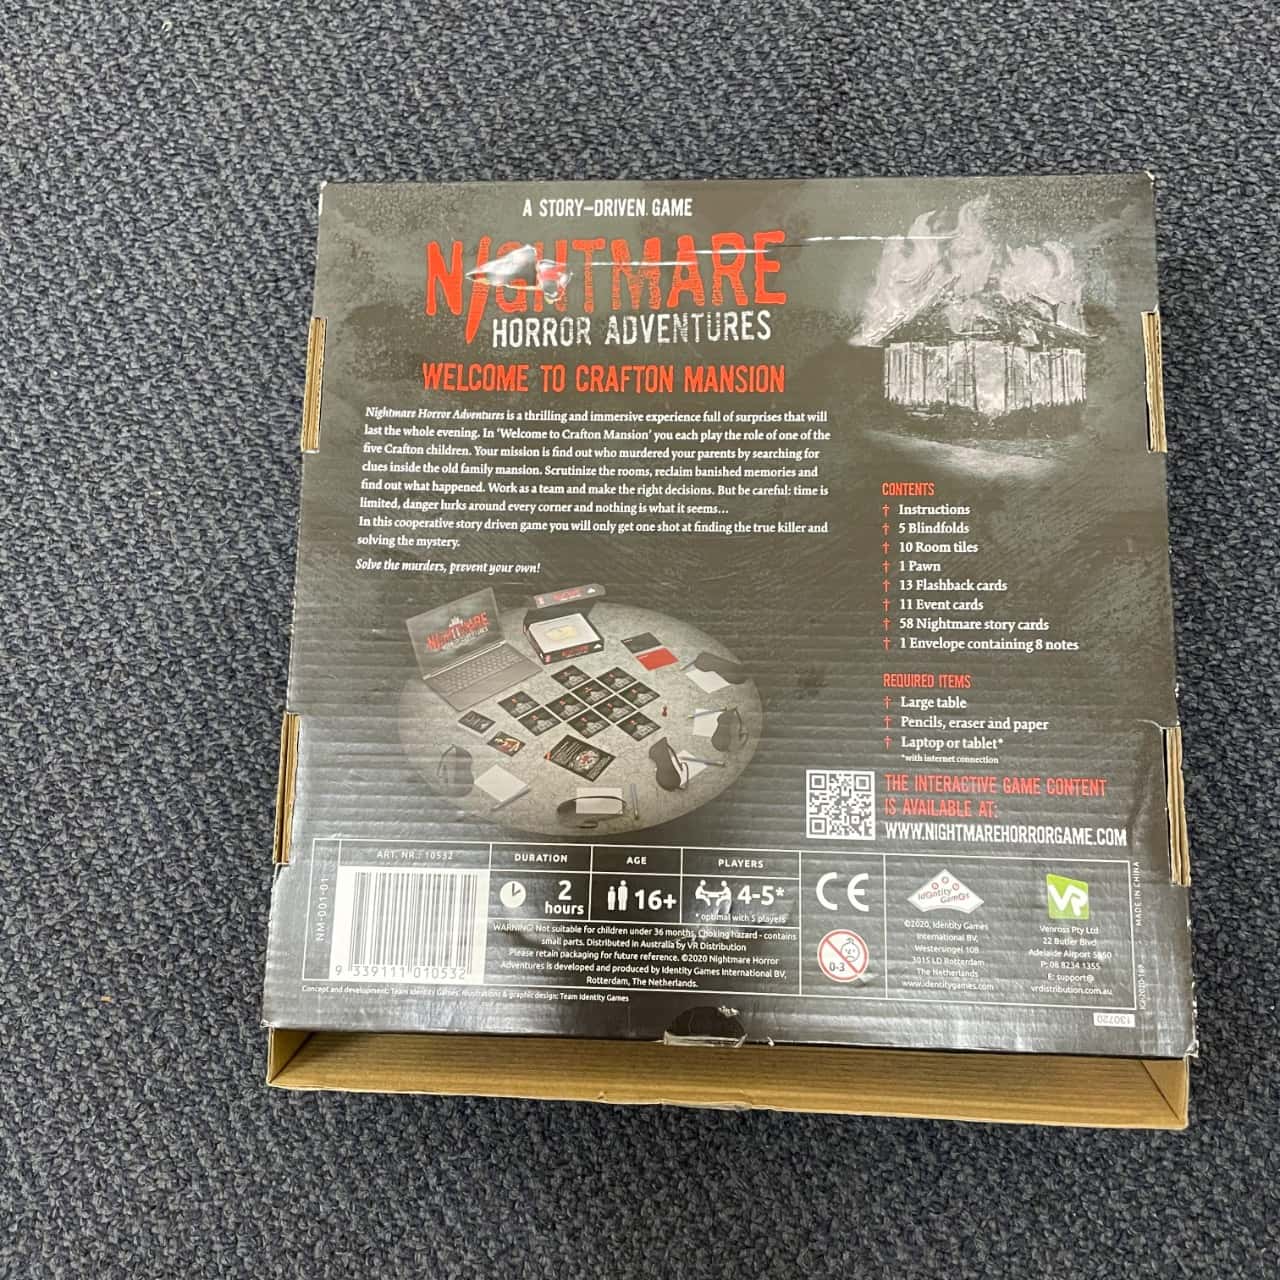 A STORY-DRIVEN GAME
NIGHTMARE
HORROR ADVENTURES
WELCOME TO CRAFTON MANSION
Nightmare Horror Adventures is a thrilling and immersive experience full of surprises that will
last the whole evening. In 'Welcome to Crafton Mansion' you each play the role of one of the
five Crafton children. Your mission is find out who murdered your parents by searching for
clues inside the old family mansion. Scrutinize the rooms, reclaim banished memories and
find out what happened. Work as a team and make the right decisions. But be careful: time is
limited, danger lurks around every corner and nothing is what it seems...
In this cooperative story driven game you will only get one shot at finding the true killer and
solving the mystery.
Solve the murders, prevent your own!
CONTENTS
† Instructions
† 5 Blindfolds
† 10 Room tiles
† 1 Pawn
† 13 Flashback cards
† 11 Event cards
† 58 Nightmare story cards
† 1 Envelope containing 8 notes
REQUIRED ITEMS
† Large table
† Pencils, eraser and paper
† Laptop or tablet*
*with internet connection
NIGHTMARE
THE INTERACTIVE GAME CONTENT
IS AVAILABLE AT:
WWW.NIGHTMAREHORRORGAME.COM
NM-001-01
ART. NR.: 10532
9 339111 010532
DURATION
2
hours
AGE
16+
PLAYERS
4-5*
* optimal with 5 players
WARNING! Not suitable for children under 36 months. Choking hazard - contains
small parts. Distributed in Australia by VR Distribution
Please retain packaging for future reference. ©2020 Nightmare Horror
Adventures is developed and produced by Identity Games International BV,
Rotterdam, The Netherlands.
Concept and development: Team Identity Games, Illustrations & graphic design: Team Identity Games
CE
0-3
Identity
Games
©2020, Identity Games
International BV,
Westersingel 108
3015 LD Rotterdam
The Netherlands
www.identitygames.com
VR
Venross Pty Ltd
22 Butler Blvd
Adelaide Airport 5950
P: 08 8234 1355
E: support@
vrdistribution.com.au
MADE IN CHINA
130720